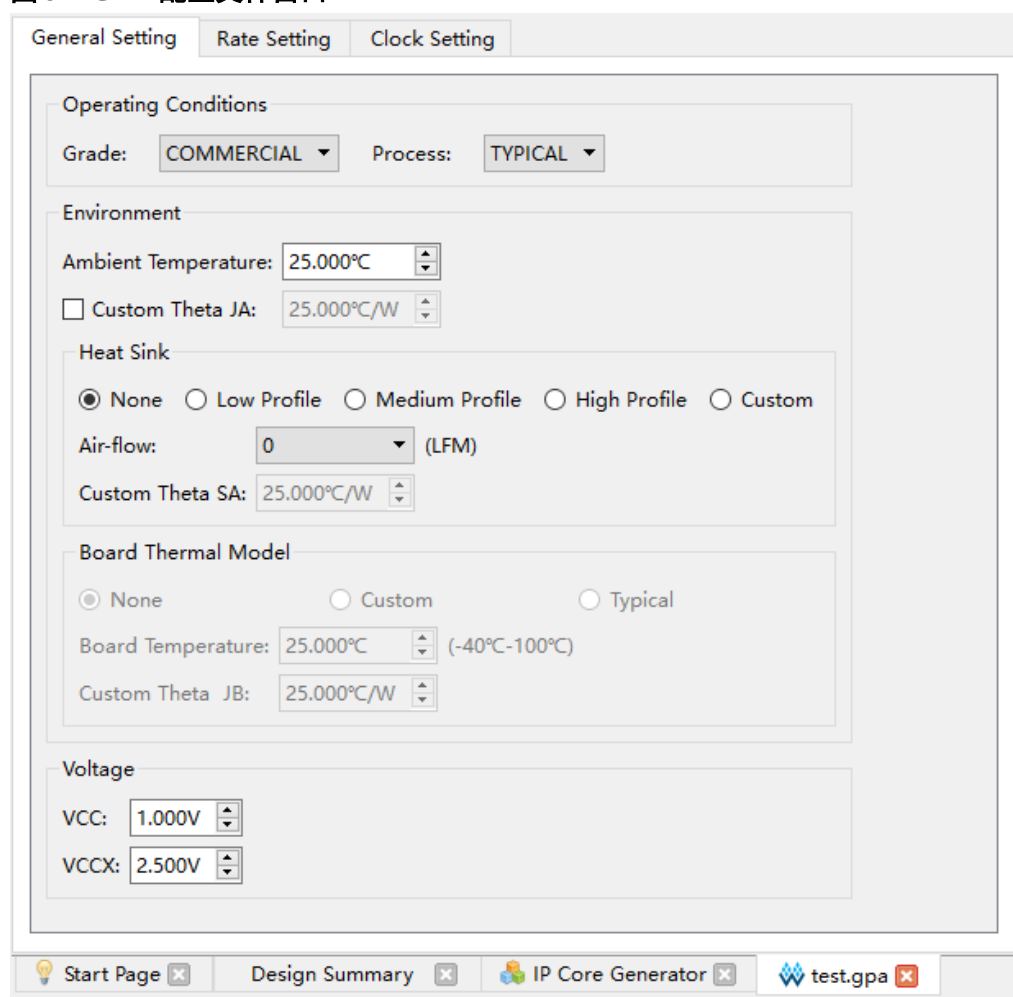 General Setting Rate Setting Clock Setting
Operating Conditions
Grade: COMMERCIAL Process: TYPICAL
Environment
Ambient Temperature: 25.000℃
Custom Theta JA: 25.000℃/W
Heat Sink
None Low Profile Medium Profile High Profile Custom
Air-flow: 0 (LFM)
Custom Theta SA: 25.000℃/W
Board Thermal Model
None Custom Typical
Board Temperature: 25.000℃ (-40℃-100℃)
Custom Theta JB: 25.000℃/W
Voltage
VCC: 1.000V
VCCX: 2.500V
Start Page Design Summary IP Core Generator test.gpa